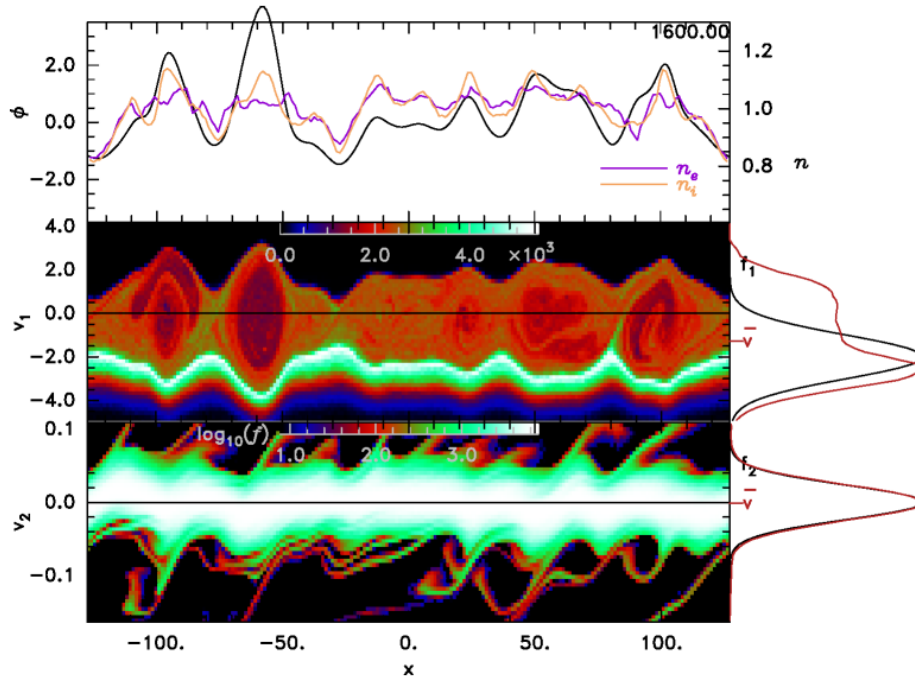 1600.00
2.0
0.0
−2.0
ϕ
1.2
1.0
0.8
n
n_e
n_i
4.0
2.0
0.0
−2.0
−4.0
v_1
0.0 2.0 4.0 ×10^3
f_1
v̄
0.1
0.0
−0.1
v_2
log_10(f)
1.0 2.0 3.0
f_2
v̄
−100. −50. 0. 50. 100.
x